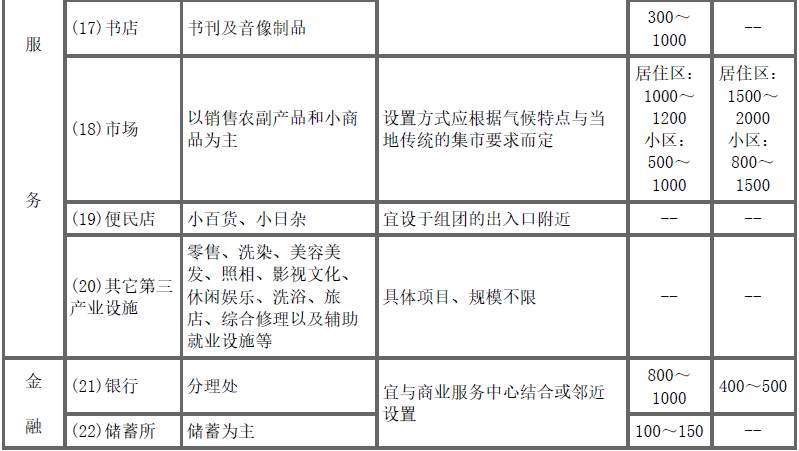 服
务
(17)书店
书刊及音像制品
300～
1000
--
(18)市场
以销售农副产品和小商
品为主
设置方式应根据气候特点与当
地传统的集市要求而定
居住区：
1000～
1200
小区：
500～
1000
居住区：
1500～
2000
小区：
800～
1500
(19)便民店
小百货、小日杂
宜设于组团的出入口附近
--
--
(20)其它第三
产业设施
零售、洗染、美容美
发、照相、影视文化、
休闲娱乐、洗浴、旅
店、综合修理以及辅助
就业设施等
具体项目、规模不限
--
--
金
融
(21)银行
分理处
宜与商业服务中心结合或邻近
设置
800～
1000
400～500
(22)储蓄所
储蓄为主
100～150
--